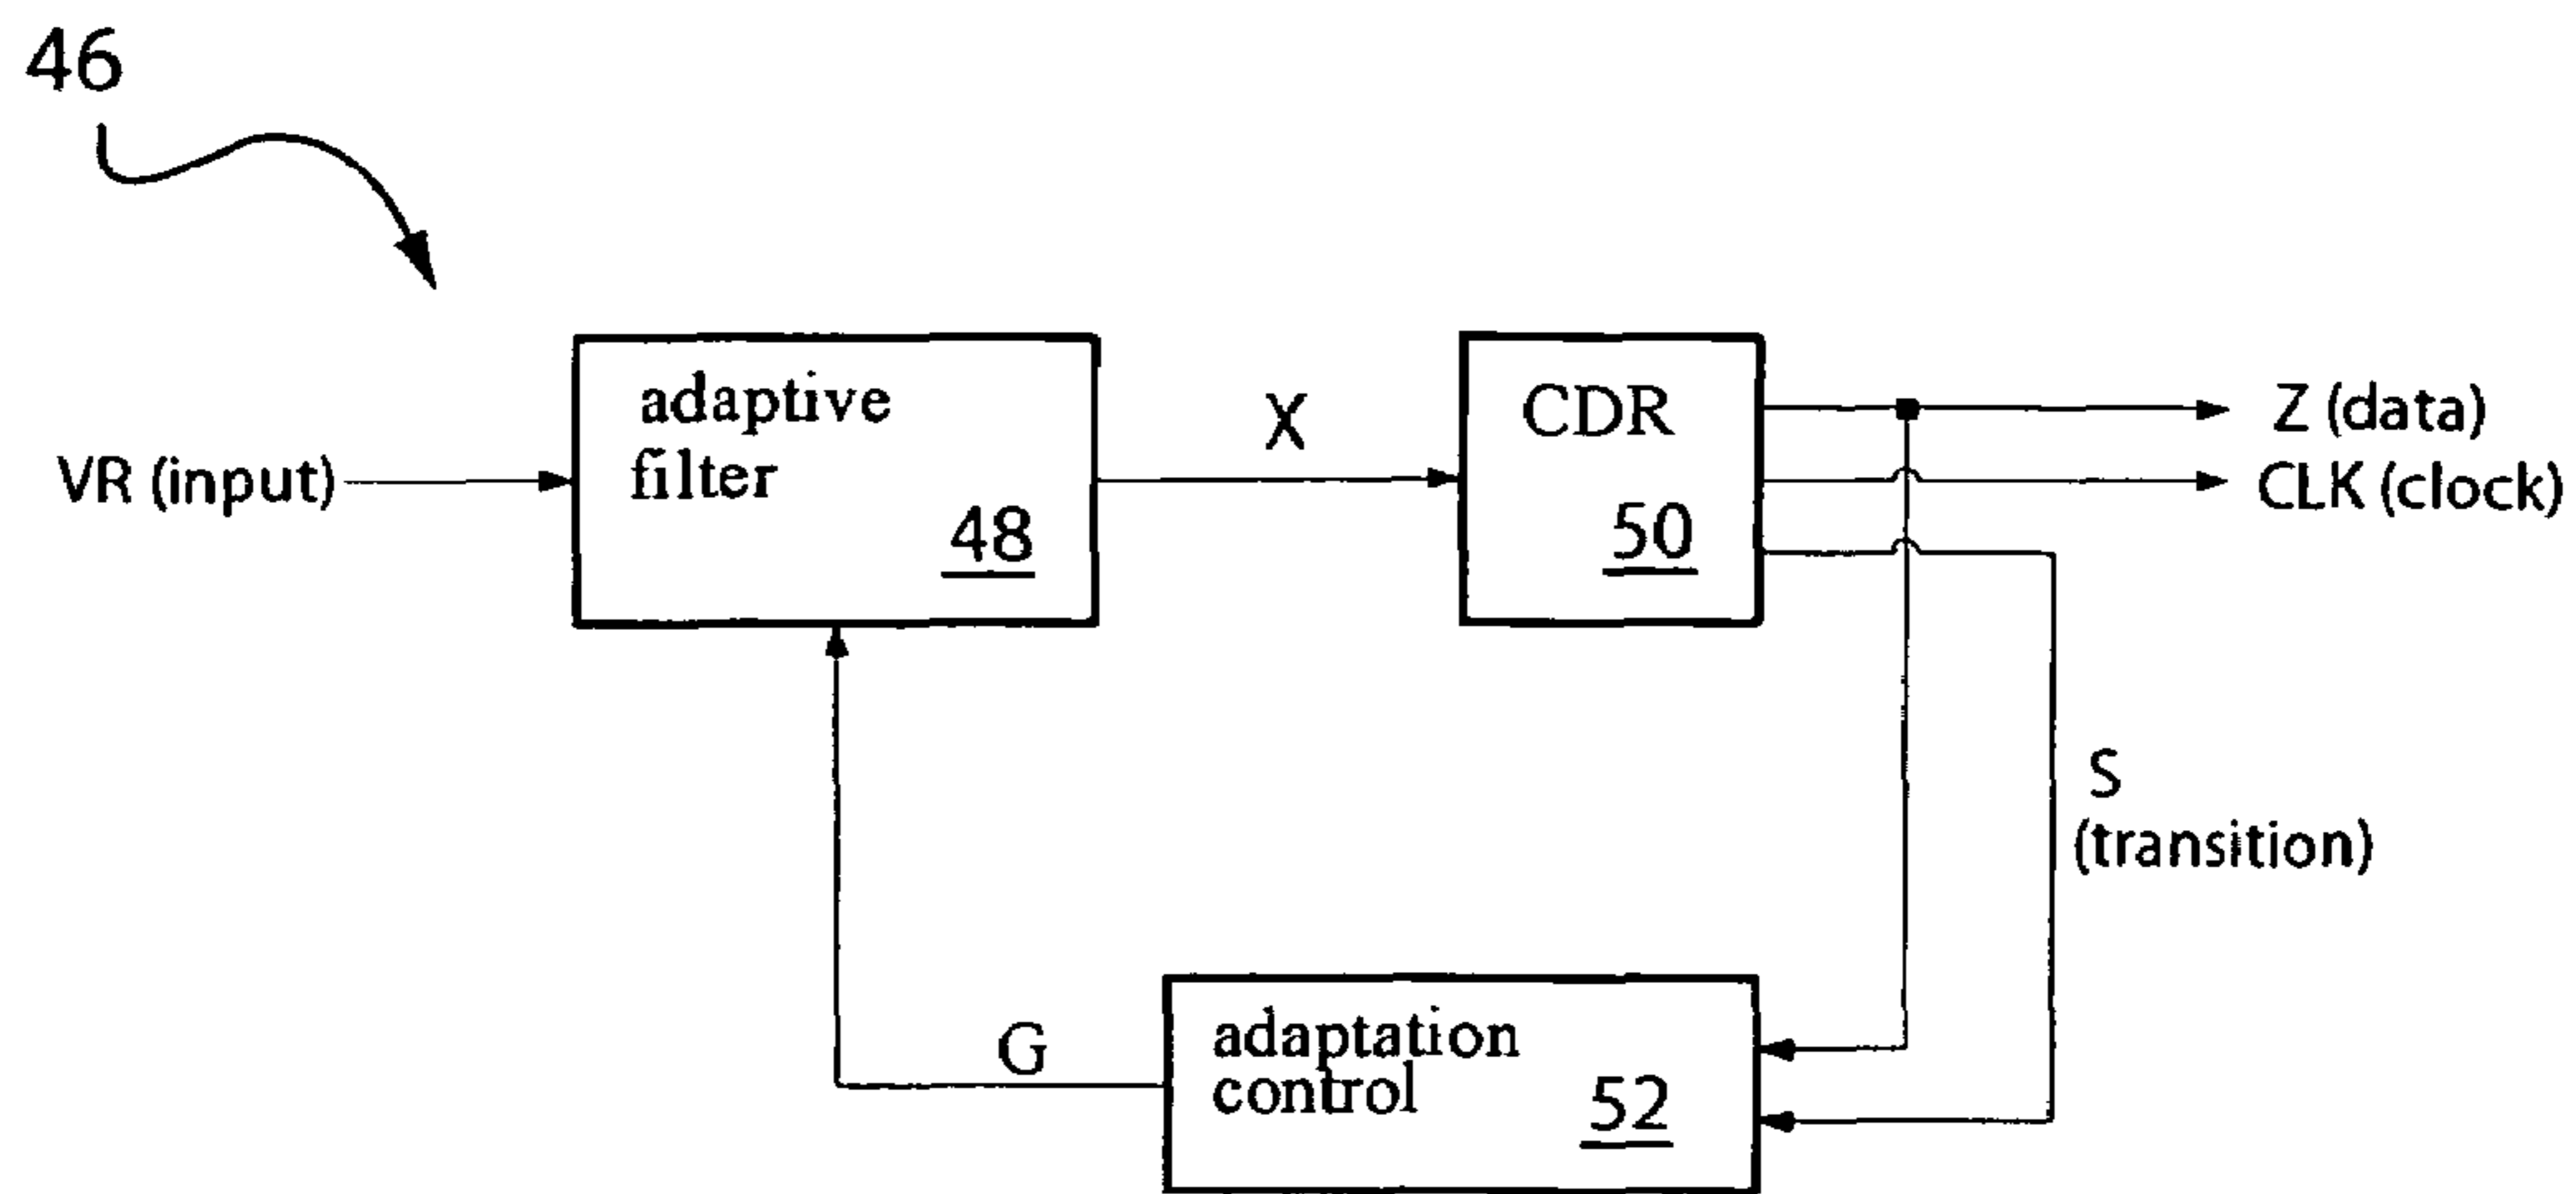 46
adaptive
filter
48
VR (input)
X
CDR
50
Z (data)
CLK (clock)
S
(transition)
G
adaptation
control
52